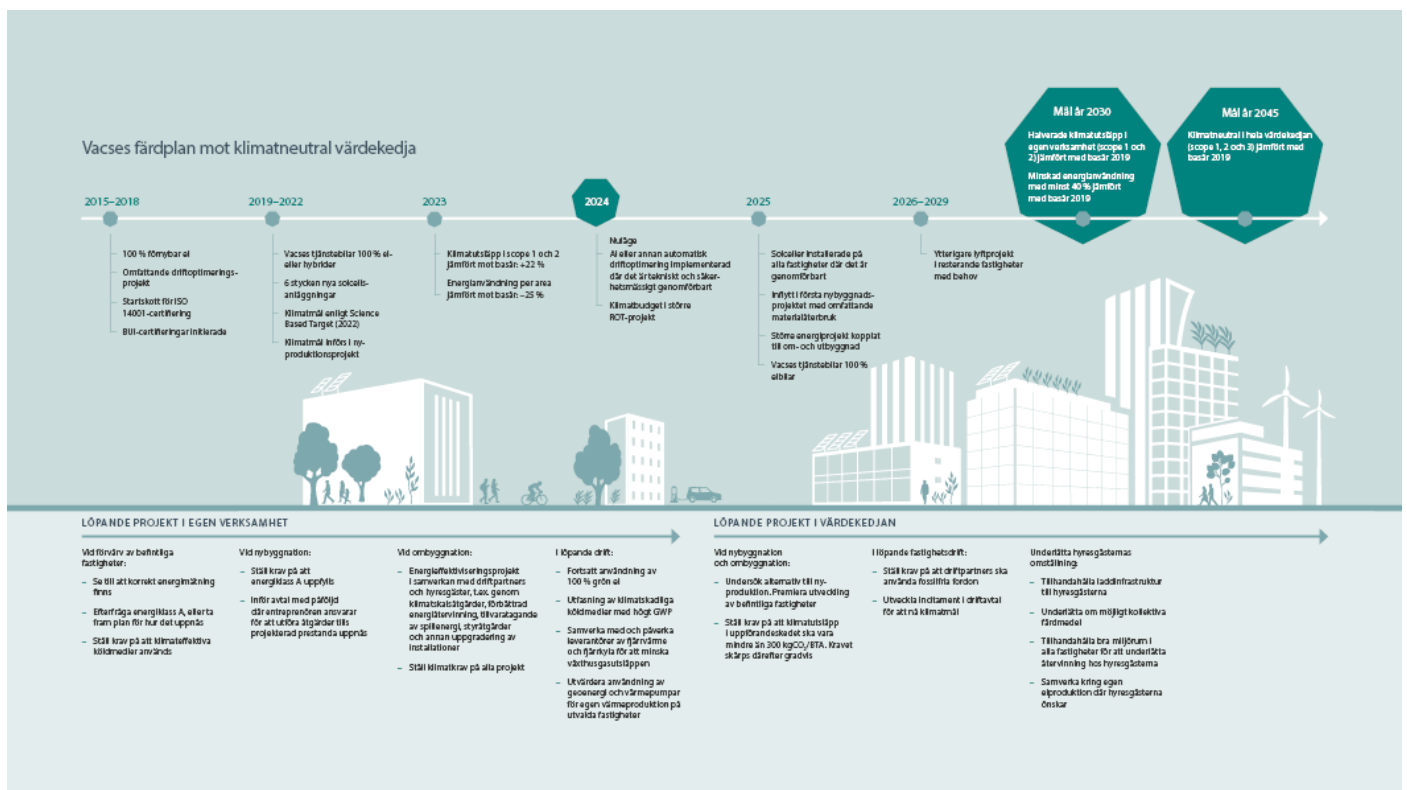 Vacses färdplan mot klimatneutral värdekedja
2015–2018
100 % förnybar el
Omfattande driftoptimerings-
projekt
Startskott för ISO
14001-certifiering
BUI-certifieringar initierade
2019–2022
Vacses tjänstebilar 100 % el-
eller hybrider
6 stycken nya solcells-
anläggningar
Klimatmål enligt Science
Based Target (2022)
Klimatmål införs i ny-
produktionsprojekt
2023
Klimatutsläpp i scope 1 och 2
jämfört mot basår: +22 %
Energianvändning per area
jämfört mot basår: –25 %
2024
Nuläge
AI eller annan automatisk
driftoptimering implementerad
där det är tekniskt och säker-
hetsmässigt genomförbart
Klimatbudget i större
ROT-projekt
2025
Solceller installerade på
alla fastigheter där det är
genomförbart
Inflytt i första nybyggnads-
projektet med omfattande
materialåterbruk
Större energiprojekt kopplat
till om- och utbyggnad
Vacses tjänstebilar 100 %
elbilar
2026–2029
Ytterigare lyftprojekt
i resterande fastigheter
med behov
Mål år 2030
Halverade klimatutsläpp i
egen verksamhet (scope 1 och
2) jämfört med basår 2019
Minskad energianvändning
med minst 40 % jämfört
med basår 2019
Mål år 2045
Klimatneutral i hela värdekedjan
(scope 1, 2 och 3) jämfört med
basår 2019
LÖPANDE PROJEKT I EGEN VERKSAMHET
Vid förvärv av befintliga
fastigheter:
– Se till att korrekt energimätning
finns
– Efterfråga energiklass A, eller ta
fram plan för hur det uppnås
– Ställ krav på att klimateffektiva
köldmedier används
Vid nybyggnation:
– Ställ krav på att
energiklass A uppfylls
– Inför avtal med påföljd
där entreprenören ansvarar
för att utföra åtgärder tills
projekterad prestanda uppnås
Vid ombyggnation:
– Energieffektiviseringsprojekt
i samverkan med driftpartners
och hyresgäster, t.ex. genom
klimatskalsåtgärder, förbättrad
energiåtervinning, tillvaratagande
av spillenergi, styråtgärder
och annan uppgradering av
installationer
– Ställ klimatkrav på alla projekt
I löpande drift:
– Fortsatt användning av
100 % grön el
– Utfasning av klimatskadliga
köldmedier med högt GWP
– Samverka med och påverka
leverantörer av fjärrvärme
och fjärrkyla för att minska
växthusgasutsläppen
– Utvärdera användning av
geoenergi och värmepumpar
för egen värmeproduktion på
utvalda fastigheter
LÖPANDE PROJEKT I VÄRDEKEDJAN
Vid nybyggnation
och ombyggnation:
– Undersök alternativ till ny-
produktion. Premiera utveckling
av befintliga fastigheter
– Ställ krav på att klimatutsläpp
i uppförandeskedet ska vara
mindre än 300 kgCO₂/BTA. Kravet
skärps därefter gradvis
I löpande fastighetsdrift:
– Ställ krav på att driftpartners ska
använda fossilfria fordon
– Utveckla incitament i driftavtal
för att nå klimatmål
Underlätta hyresgästernas
omställning:
– Tillhandahålla laddinfrastruktur
till hyresgästerna
– Underlätta om möjligt kollektiva
färdmedel
– Tillhandahålla bra miljörum i
alla fastigheter för att underlätta
återvinning hos hyresgästerna
– Samverka kring egen
elproduktion där hyresgästerna
önskar